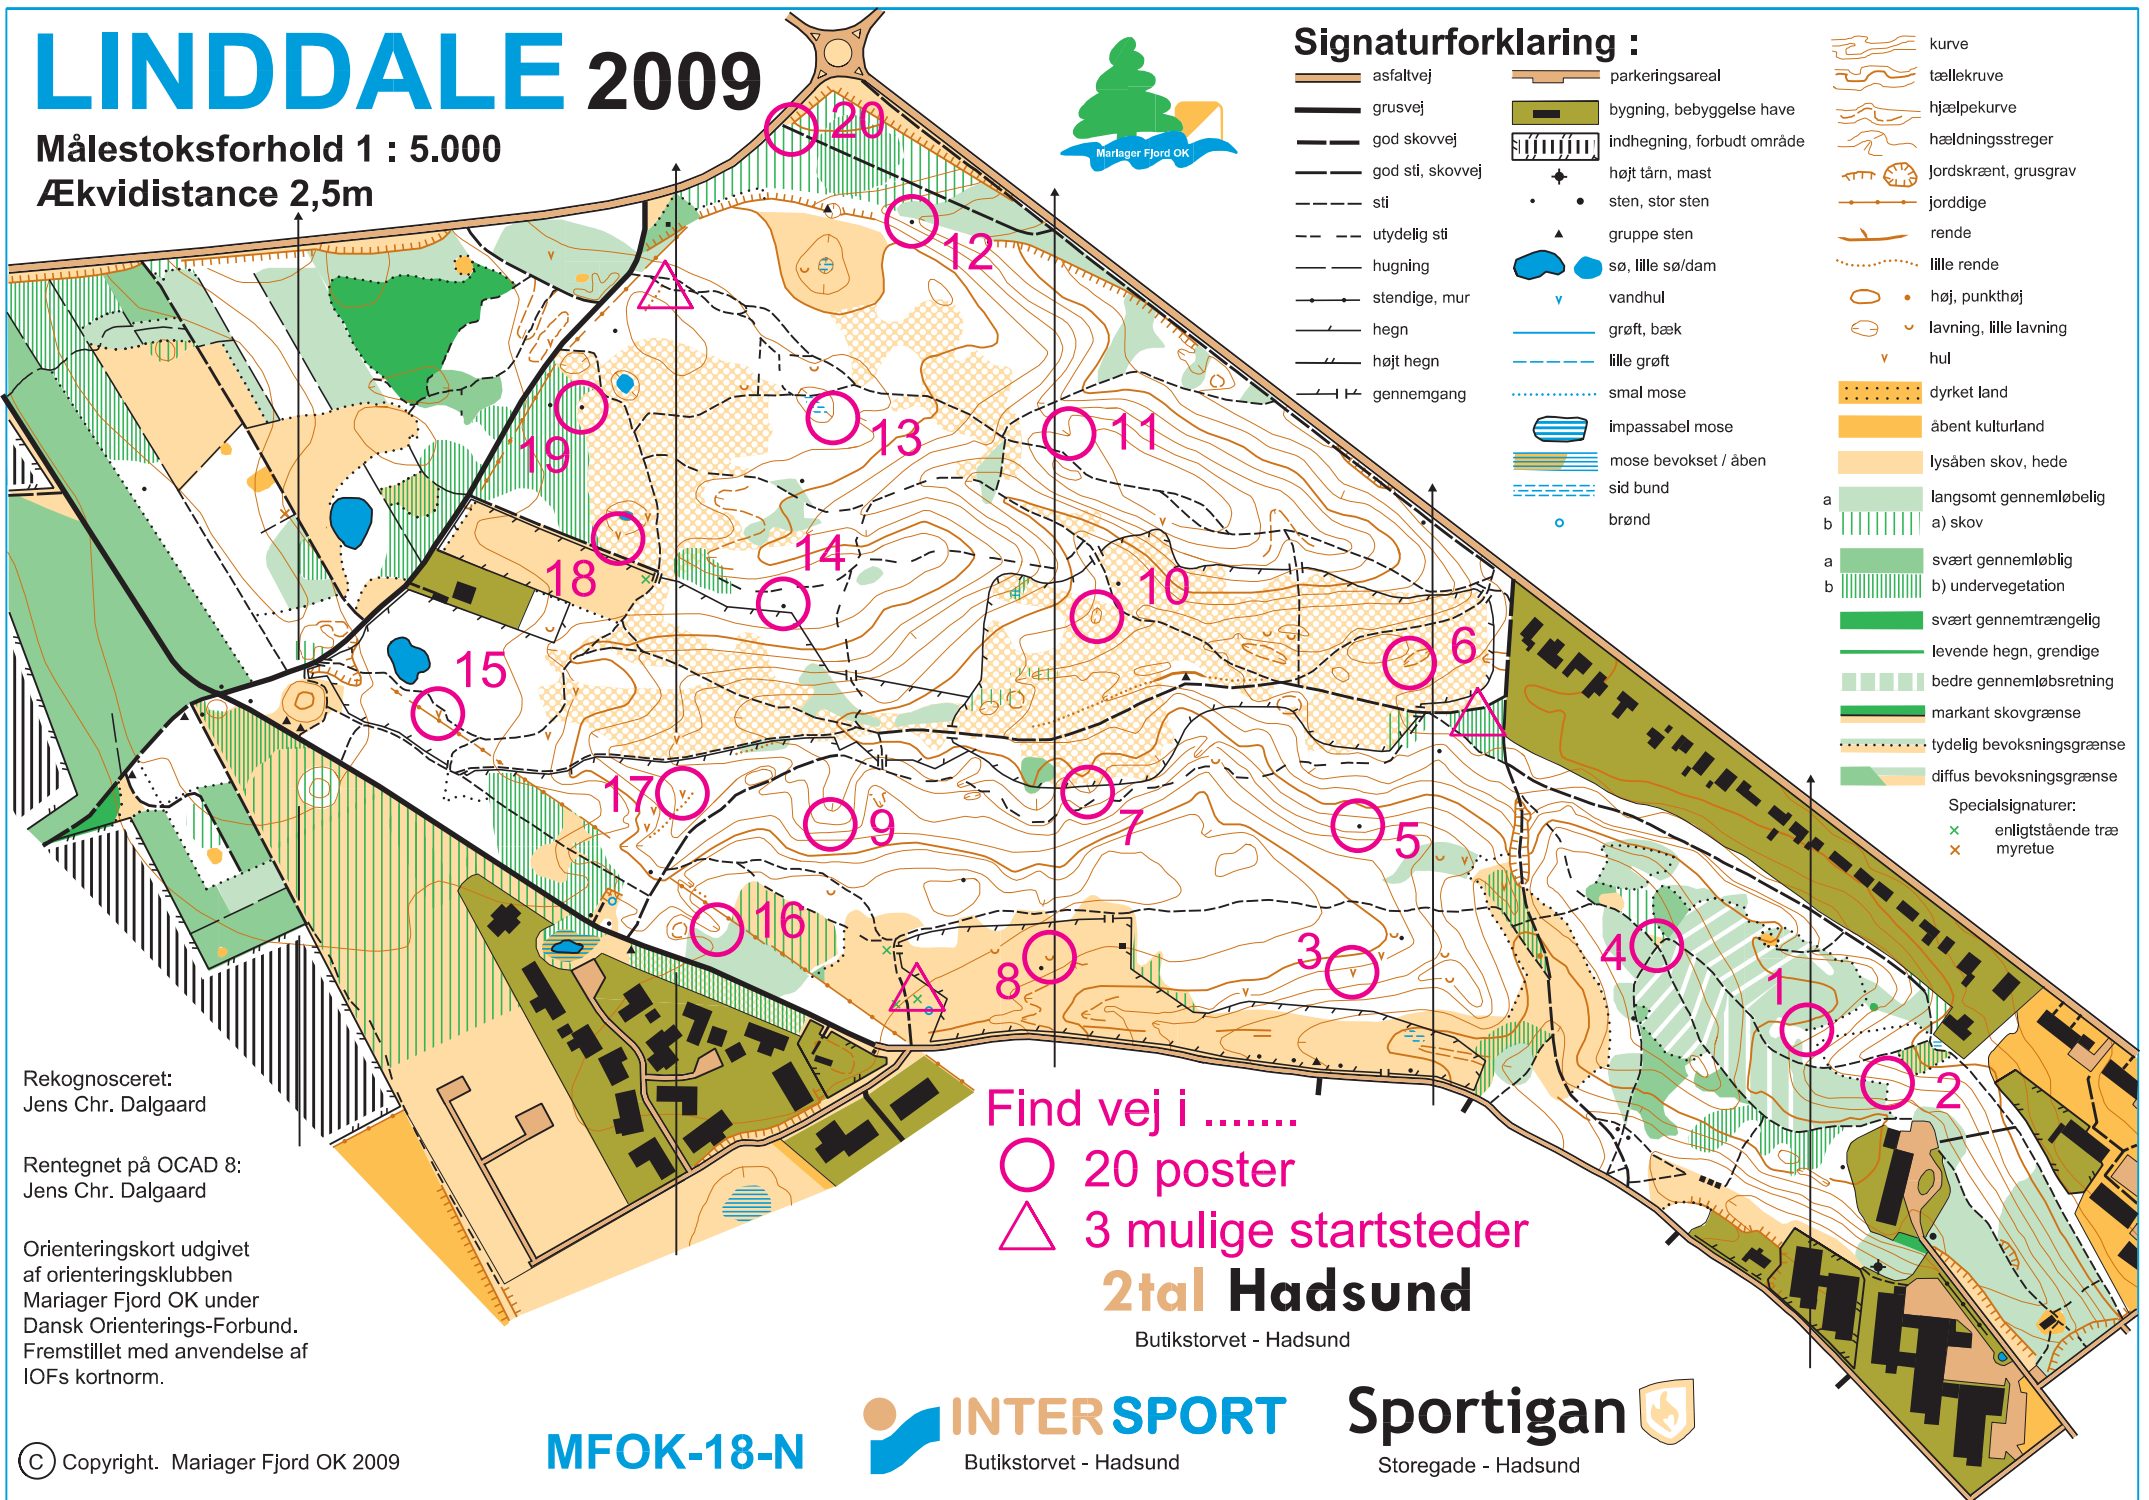 LINDDALE 2009
Målestoksforhold 1 : 5.000
Ækvidistance 2,5m
Mariager Fjord OK
Signaturforklaring :
asfaltvej
grusvej
god skovvej
god sti, skovvej
sti
utydelig sti
hugning
stendige, mur
hegn
højt hegn
gennemgang
parkeringsareal
bygning, bebyggelse have
indhegning, forbudt område
højt tårn, mast
sten, stor sten
gruppe sten
sø, lille sø/dam
vandhul
grøft, bæk
lille grøft
smal mose
impassabel mose
mose bevokset / åben
sid bund
brønd
kurve
tællekruve
hjælpekurve
hældningsstreger
jordskrænt, grusgrav
jorddige
rende
lille rende
høj, punkthøj
lavning, lille lavning
hul
dyrket land
åbent kulturland
lysåben skov, hede
a langsomt gennemløbelig
b a) skov
a svært gennemløblig
b b) undervegetation
svært gennemtrængelig
levende hegn, grendige
bedre gennemløbsretning
markant skovgrænse
tydelig bevoksningsgrænse
diffus bevoksningsgrænse
Specialsignaturer:
enligtstående træ
myretue
20
12
13
11
19
14
18
10
6
15
17
9
7
5
16
8
3
4
1
2
Find vej i .......
20 poster
3 mulige startsteder
2tal Hadsund
Butikstorvet - Hadsund
Rekognosceret:
Jens Chr. Dalgaard
Rentegnet på OCAD 8:
Jens Chr. Dalgaard
Orienteringskort udgivet
af orienteringsklubben
Mariager Fjord OK under
Dansk Orienterings-Forbund.
Fremstillet med anvendelse af
IOFs kortnorm.
C Copyright. Mariager Fjord OK 2009
MFOK-18-N
INTERSPORT
Butikstorvet - Hadsund
Sportigan
Storegade - Hadsund